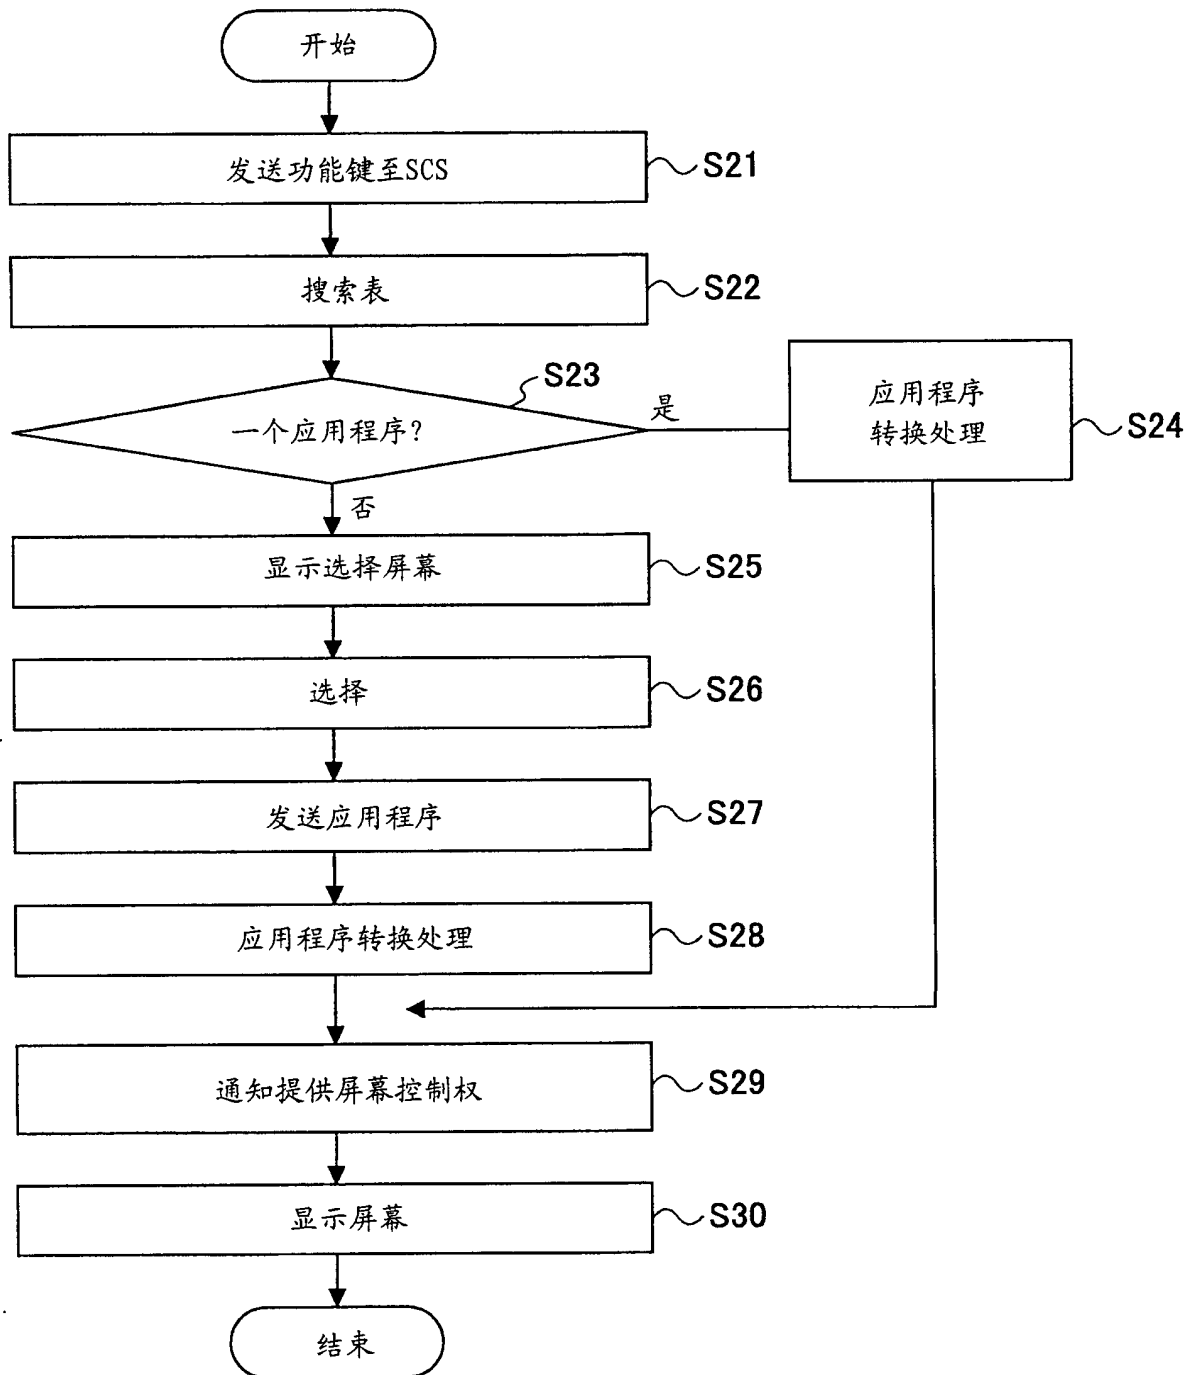 开始
发送功能键至SCS
S21
搜索表
S22
S23
一个应用程序?
是
应用程序
转换处理
S24
否
显示选择屏幕
S25
选择
S26
发送应用程序
S27
应用程序转换处理
S28
通知提供屏幕控制权
S29
显示屏幕
S30
结束